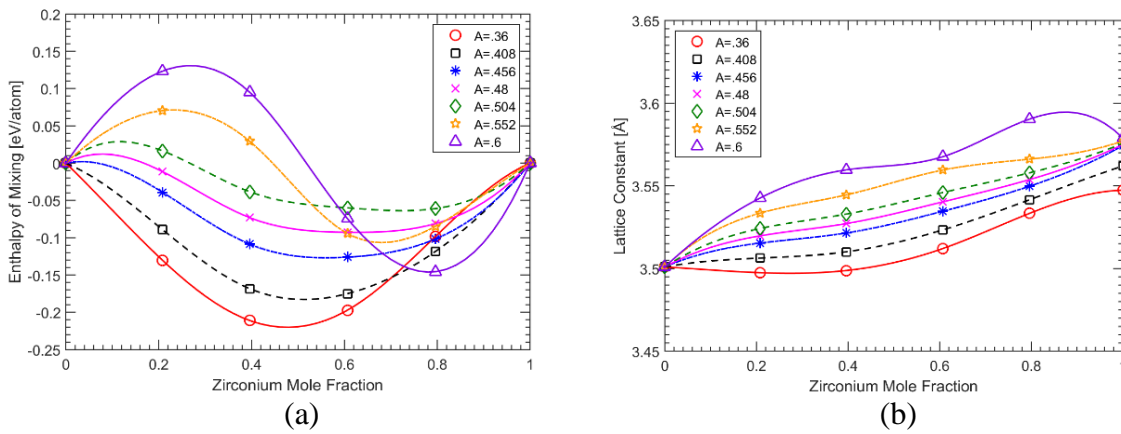 0.2
0.15
0.1
0.05
0
-0.05
-0.1
-0.15
-0.2
-0.25
Enthalpy of Mixing [eV/atom]
0 0.2 0.4 0.6 0.8 1
Zirconium Mole Fraction
A=.36
A=.408
A=.456
A=.48
A=.504
A=.552
A=.6
(a)
3.65
3.6
3.55
3.5
3.45
Lattice Constant [Å]
0 0.2 0.4 0.6 0.8 1
Zirconium Mole Fraction
A=.36
A=.408
A=.456
A=.48
A=.504
A=.552
A=.6
(b)